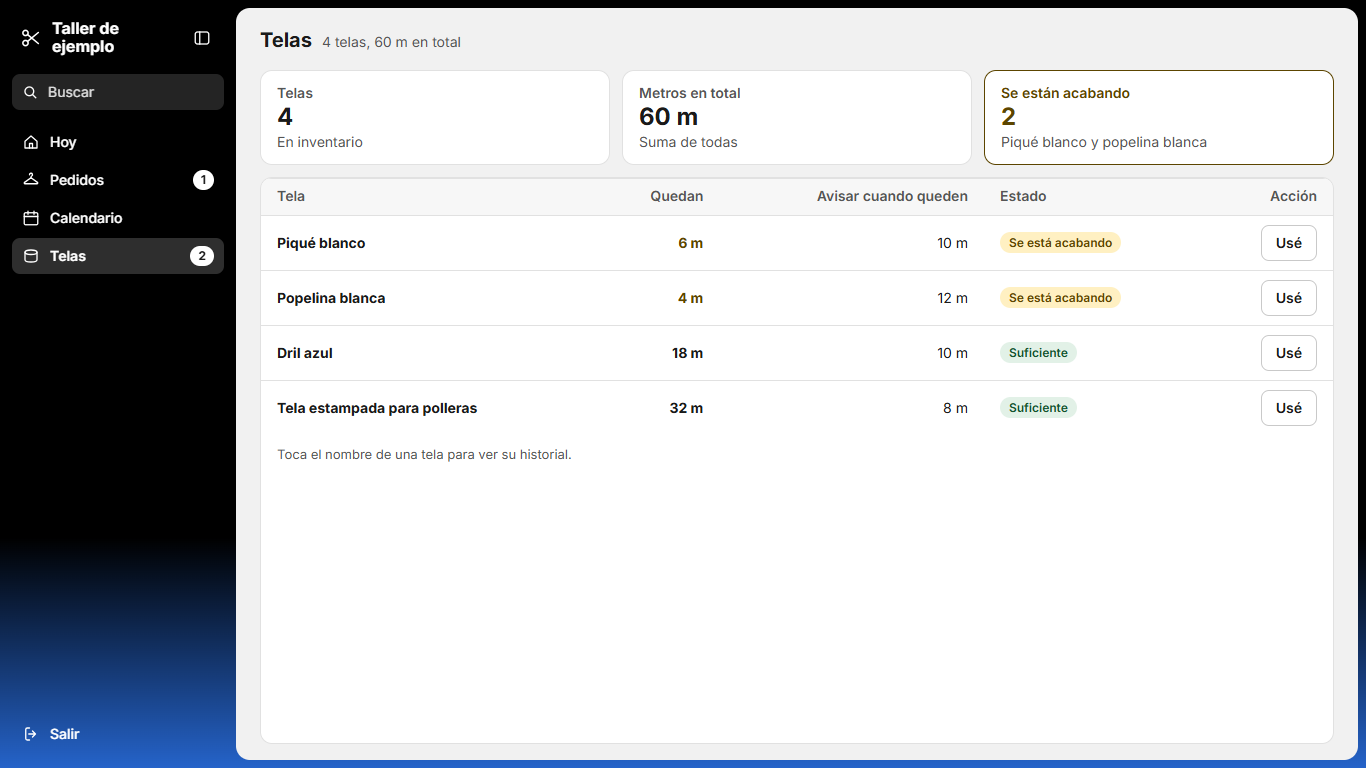 Taller de
ejemplo
Buscar
Hoy
Pedidos 1
Calendario
Telas 2
Salir
Telas 4 telas, 60 m en total
Telas
4
En inventario
Metros en total
60 m
Suma de todas
Se están acabando
2
Piqué blanco y popelina blanca
Tela Quedan Avisar cuando queden Estado Acción
Piqué blanco 6 m 10 m Se está acabando Usé
Popelina blanca 4 m 12 m Se está acabando Usé
Dril azul 18 m 10 m Suficiente Usé
Tela estampada para polleras 32 m 8 m Suficiente Usé
Toca el nombre de una tela para ver su historial.